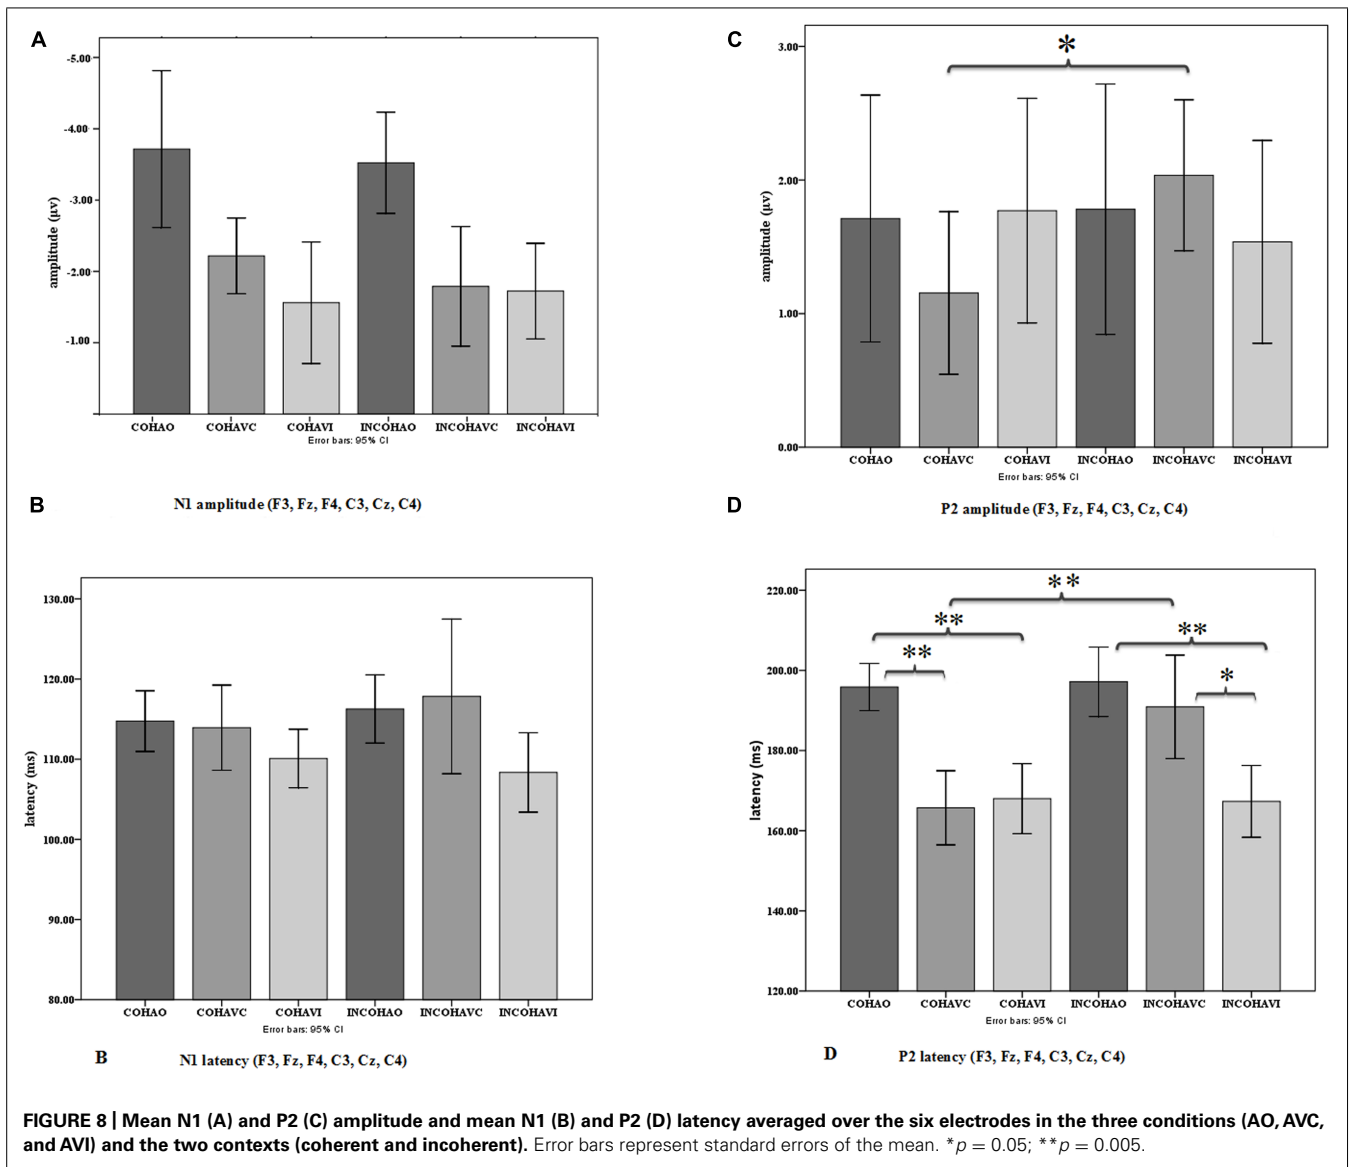 A
-5.00
-4.00
-3.00
-2.00
-1.00
amplitude (μv)
COHAO COHAVC COHAVI INCOHAO INCOHAVC INCOHAVI
Error bars: 95% CI
B
N1 amplitude (F3, Fz, F4, C3, Cz, C4)
C
*
3.00
2.00
1.00
0.00
amplitude (μv)
COHAO COHAVC COHAVI INCOHAO INCOHAVC INCOHAVI
Error bars: 95% CI
D
P2 amplitude (F3, Fz, F4, C3, Cz, C4)
130.00
120.00
110.00
100.00
90.00
80.00
latency (ms)
COHAO COHAVC COHAVI INCOHAO INCOHAVC INCOHAVI
Error bars: 95% CI
B N1 latency (F3, Fz, F4, C3, Cz, C4)
**
**
**
**
*
220.00
200.00
180.00
160.00
140.00
120.00
latency (ms)
COHAO COHAVC COHAVI INCOHAO INCOHAVC INCOHAVI
Error bars: 95% CI
D P2 latency (F3, Fz, F4, C3, Cz, C4)
FIGURE 8 | Mean N1 (A) and P2 (C) amplitude and mean N1 (B) and P2 (D) latency averaged over the six electrodes in the three conditions (AO, AVC,
and AVI) and the two contexts (coherent and incoherent). Error bars represent standard errors of the mean. *p = 0.05; **p = 0.005.